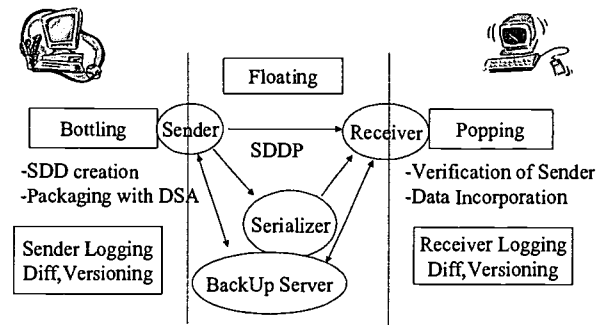 Floating
Bottling
Sender
SDDP
Receiver
Popping
-SDD creation
-Packaging with DSA
-Verification of Sender
-Data Incorporation
Serializer
Sender Logging
Diff,Versioning
BackUp Server
Receiver Logging
Diff,Versioning